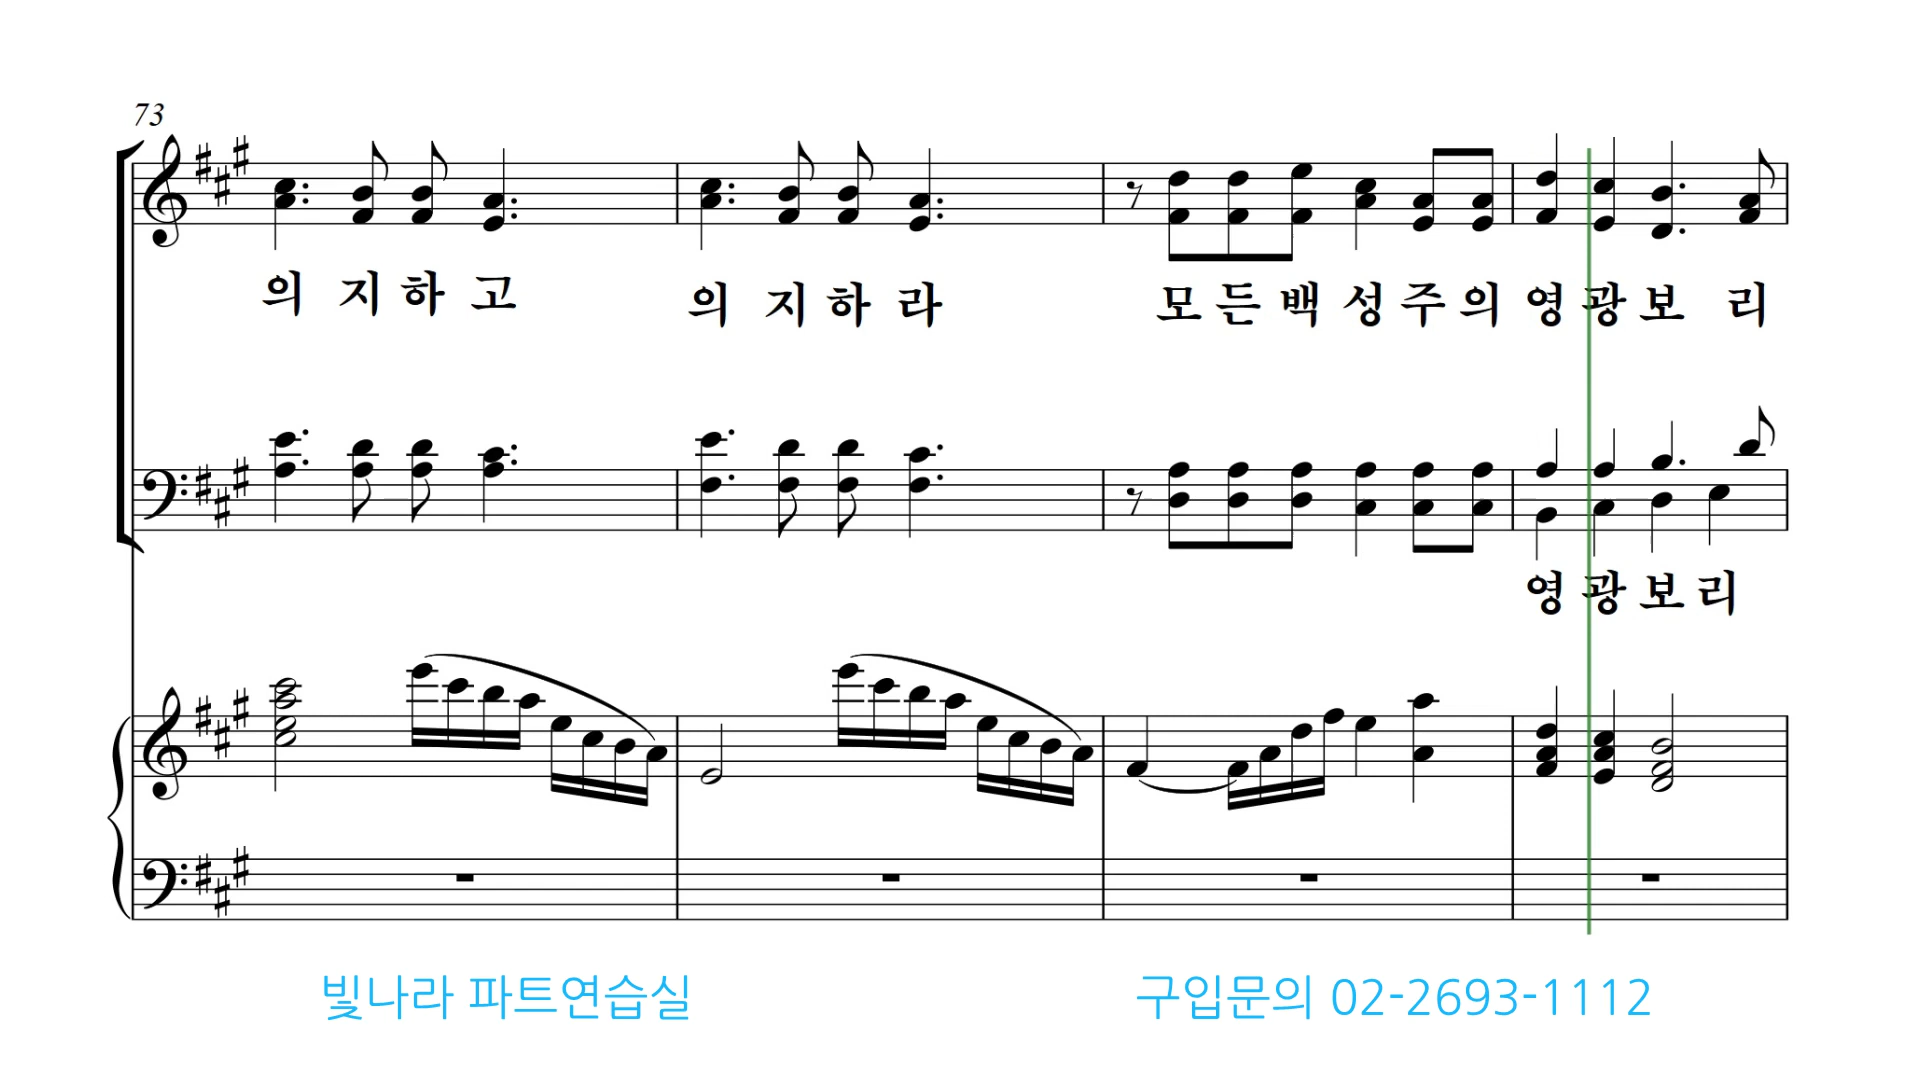 73
의 지 하 고 의 지 하 라 모 든 백 성 주 의 영 광 보 리
영 광 보 리
빛나라 파트연습실 구입문의 02-2693-1112